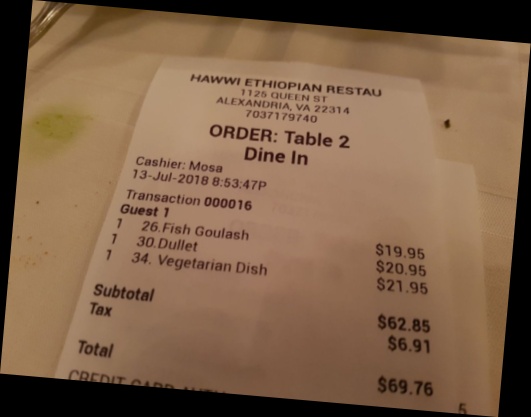 HAWWI ETHIOPIAN RESTAU
1125 QUEEN ST
ALEXANDRIA, VA 22314
7037179740
ORDER: Table 2
Dine In
Cashier: Mosa
13-Jul-2018 8:53:47P
Transaction 000016
Guest 1
1 26.Fish Goulash $19.95
1 30.Dullet $20.95
1 34. Vegetarian Dish $21.95
Subtotal $62.85
Tax $6.91
Total $69.76
CREDIT CARD